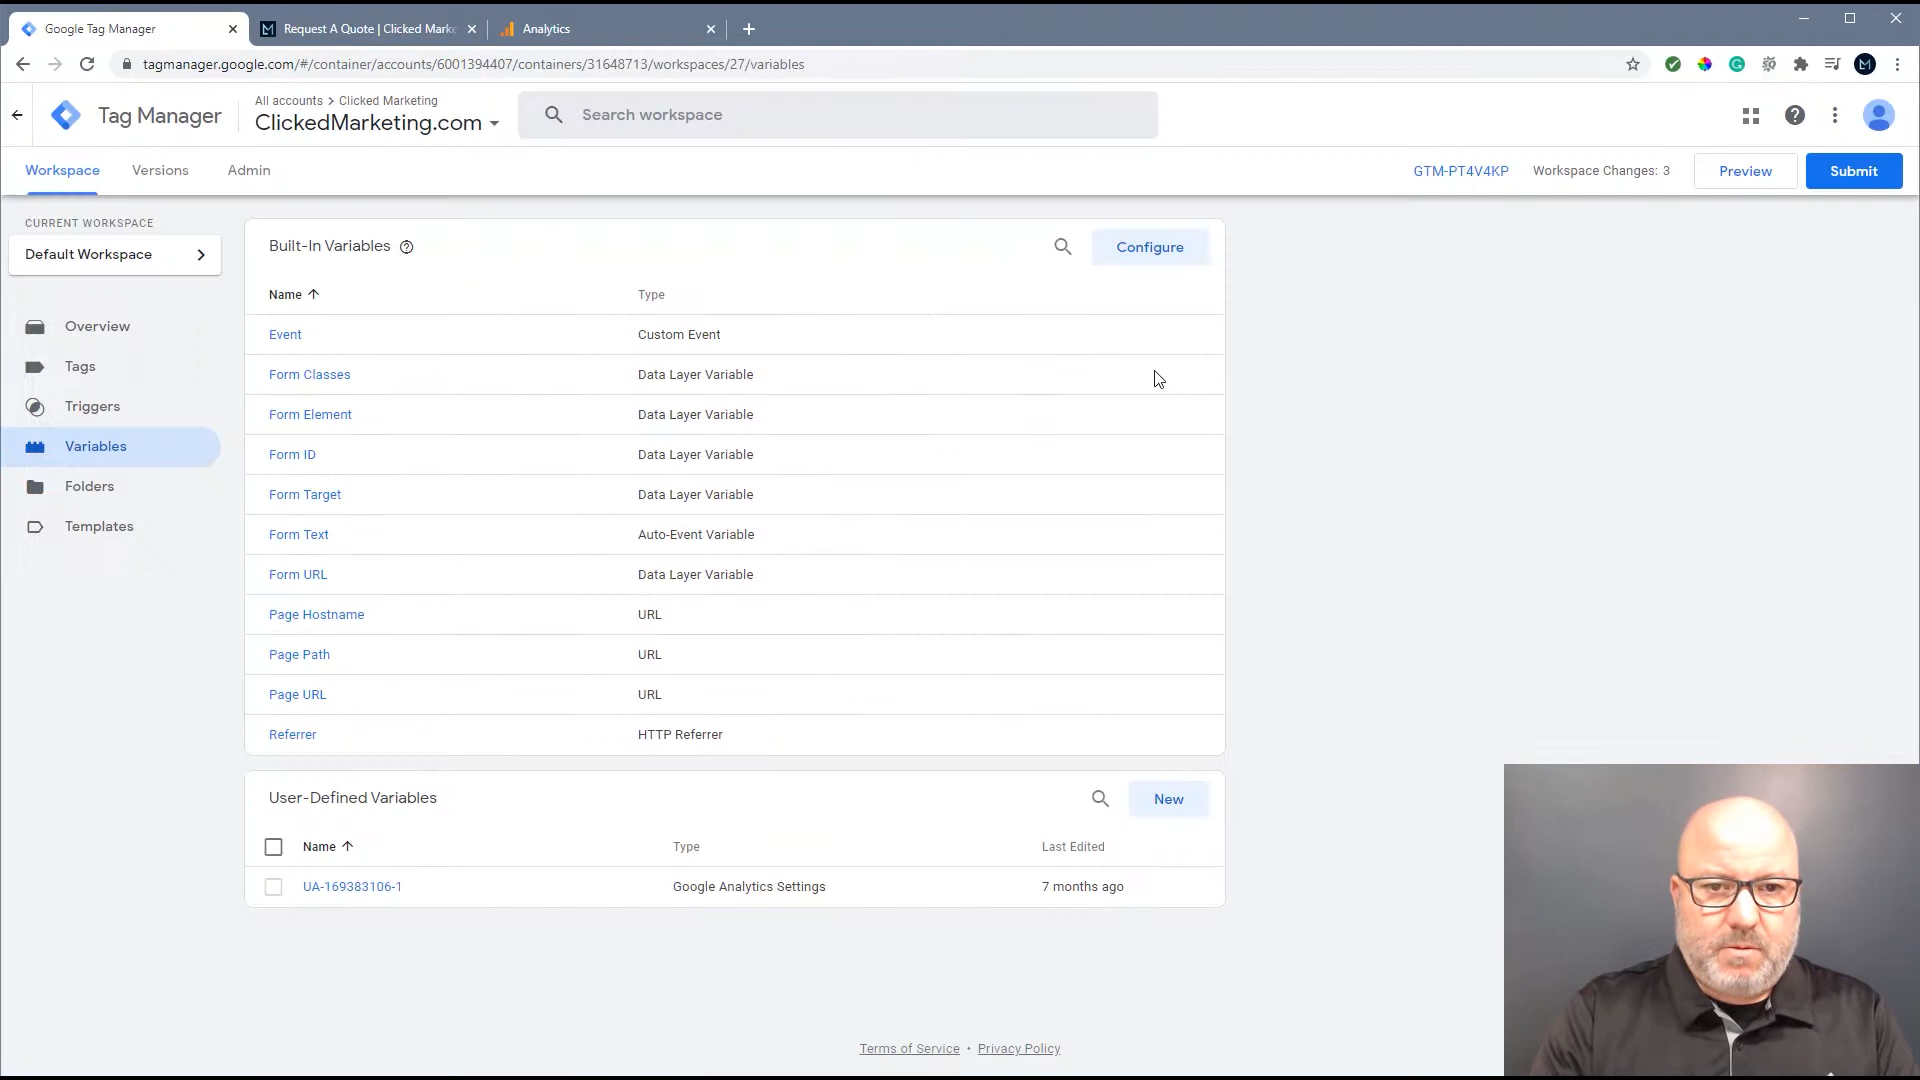 Google Tag Manager
Request A Quote | Clicked Marke
Analytics
tagmanager.google.com/#/container/accounts/6001394407/containers/31648713/workspaces/27/variables
Tag Manager
All accounts > Clicked Marketing
ClickedMarketing.com
Search workspace
Workspace
Versions
Admin
GTM-PT4V4KP
Workspace Changes: 3
Preview
Submit
CURRENT WORKSPACE
Default Workspace
Overview
Tags
Triggers
Variables
Folders
Templates
Built-In Variables
Configure
Name Type
Event Custom Event
Form Classes Data Layer Variable
Form Element Data Layer Variable
Form ID Data Layer Variable
Form Target Data Layer Variable
Form Text Auto-Event Variable
Form URL Data Layer Variable
Page Hostname URL
Page Path URL
Page URL URL
Referrer HTTP Referrer
User-Defined Variables
New
Name Type Last Edited
UA-169383106-1 Google Analytics Settings 7 months ago
Terms of Service • Privacy Policy